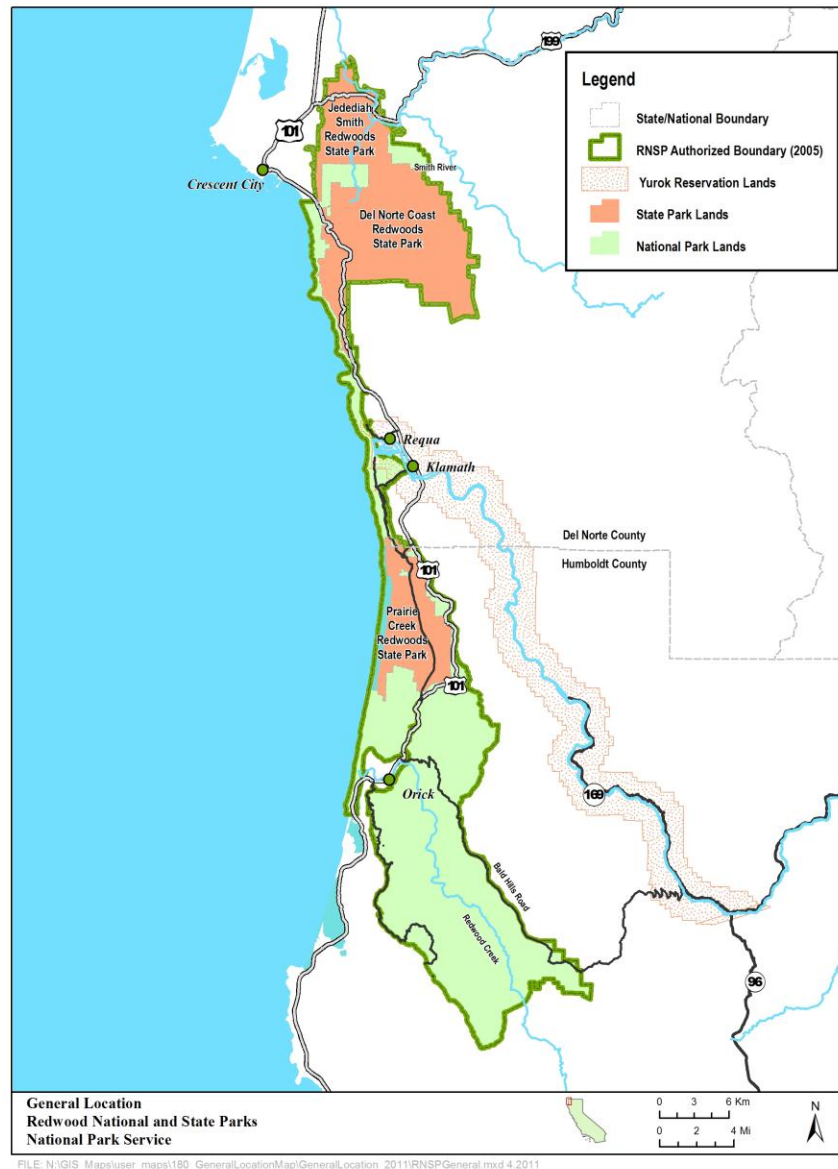 199
Legend
State/National Boundary
RNSP Authorized Boundary (2005)
Yurok Reservation Lands
State Park Lands
National Park Lands
101
Jedediah
Smith
Redwoods
State Park
Smith River
Crescent City
Del Norte Coast
Redwoods
State Park
Requa
Klamath
Del Norte County
Humboldt County
101
Prairie
Creek
Redwoods
State Park
101
Orick
169
Bald Hills Road
Redwood Creek
96
General Location
Redwood National and State Parks
National Park Service
0 3 6 Km
0 2 4 Mi
N
FILE: N:\GIS_Maps\user_maps\180_GeneralLocationMap\GeneralLocation_2011\RNSPGeneral.mxd 4.2011